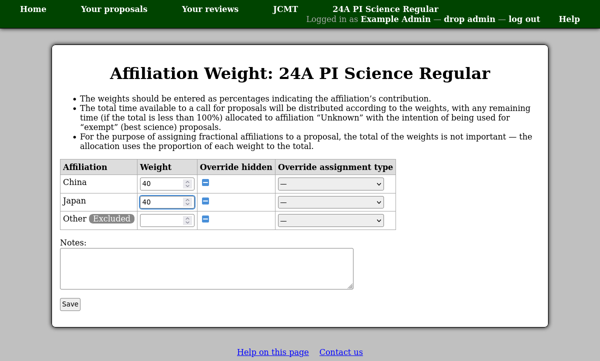 Home Your proposals Your reviews JCMT 24A PI Science Regular
Logged in as Example Admin — drop admin — log out Help
Affiliation Weight: 24A PI Science Regular
• The weights should be entered as percentages indicating the affiliation’s contribution.
• The total time available to a call for proposals will be distributed according to the weights, with any remaining
time (if the total is less than 100%) allocated to affiliation “Unknown” with the intention of being used for
“exempt” (best science) proposals.
• For the purpose of assigning fractional affiliations to a proposal, the total of the weights is not important — the
allocation uses the proportion of each weight to the total.
Affiliation Weight Override hidden Override assignment type
China 40 —
Japan 40 —
Other Excluded —
Notes:
Save
Help on this page Contact us